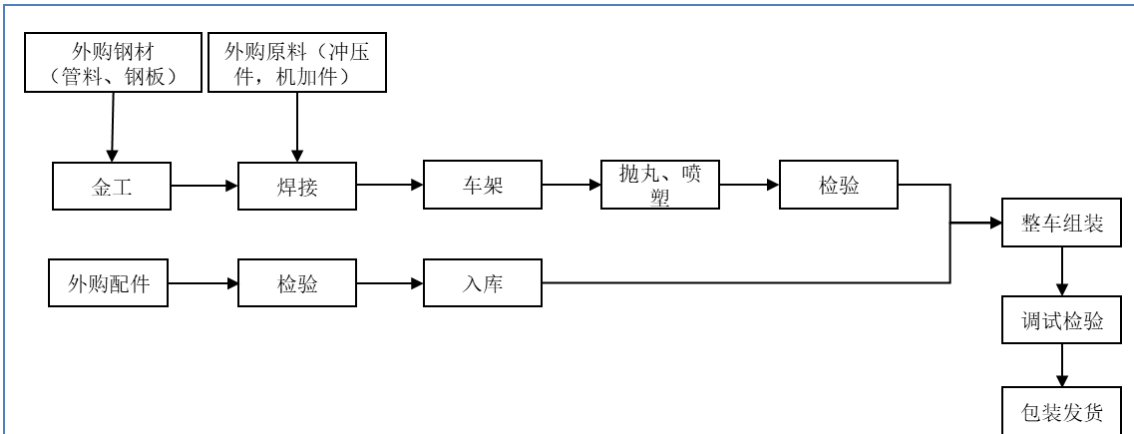 外购钢材
（管料、钢板）
外购原料（冲压
件，机加件）
金工
焊接
车架
抛丸、喷
塑
检验
整车组装
外购配件
检验
入库
调试检验
包装发货